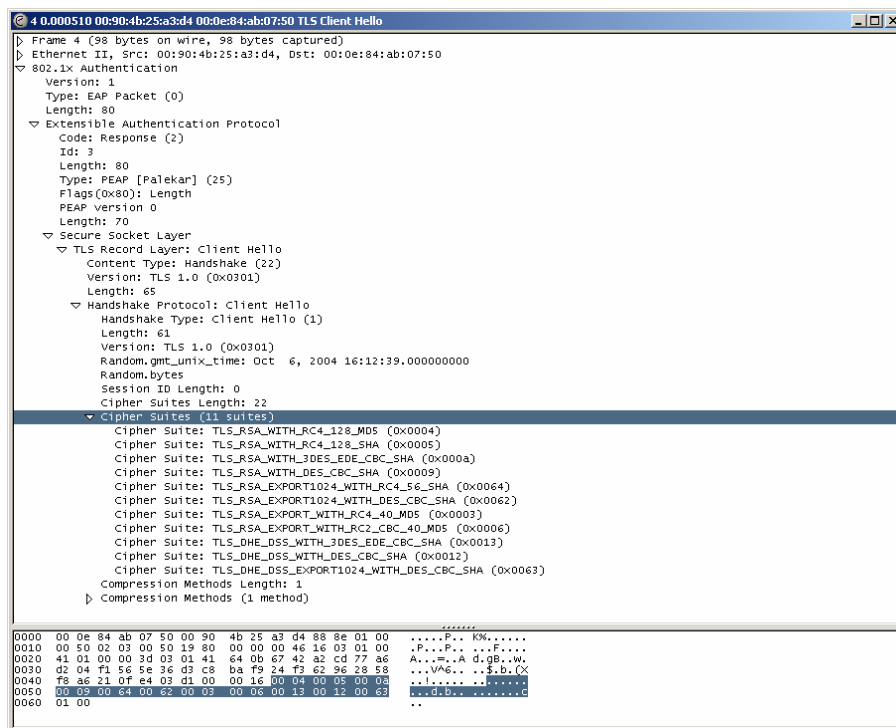 4 0.000510 00:90:4b:25:a3:d4 00:0e:84:ab:07:50 TLS Client Hello
Frame 4 (98 bytes on wire, 98 bytes captured)
Ethernet II, Src: 00:90:4b:25:a3:d4, Dst: 00:0e:84:ab:07:50
802.1x Authentication
Version: 1
Type: EAP Packet (0)
Length: 80
Extensible Authentication Protocol
Code: Response (2)
Id: 3
Length: 80
Type: PEAP [Palekar] (25)
Flags(0x80): Length
PEAP version 0
Length: 70
Secure Socket Layer
TLS Record Layer: Client Hello
Content Type: Handshake (22)
Version: TLS 1.0 (0x0301)
Length: 65
Handshake Protocol: Client Hello
Handshake Type: Client Hello (1)
Length: 61
Version: TLS 1.0 (0x0301)
Random.gmt_unix_time: Oct  6, 2004 16:12:39.000000000
Random.bytes
Session ID Length: 0
Cipher Suites Length: 22
Cipher Suites (11 suites)
Cipher Suite: TLS_RSA_WITH_RC4_128_MD5 (0x0004)
Cipher Suite: TLS_RSA_WITH_RC4_128_SHA (0x0005)
Cipher Suite: TLS_RSA_WITH_3DES_EDE_CBC_SHA (0x000a)
Cipher Suite: TLS_RSA_WITH_DES_CBC_SHA (0x0009)
Cipher Suite: TLS_RSA_EXPORT1024_WITH_RC4_56_SHA (0x0064)
Cipher Suite: TLS_RSA_EXPORT1024_WITH_DES_CBC_SHA (0x0062)
Cipher Suite: TLS_RSA_EXPORT_WITH_RC4_40_MD5 (0x0003)
Cipher Suite: TLS_RSA_EXPORT_WITH_RC2_CBC_40_MD5 (0x0006)
Cipher Suite: TLS_DHE_DSS_WITH_3DES_EDE_CBC_SHA (0x0013)
Cipher Suite: TLS_DHE_DSS_WITH_DES_CBC_SHA (0x0012)
Cipher Suite: TLS_DHE_DSS_EXPORT1024_WITH_DES_CBC_SHA (0x0063)
Compression Methods Length: 1
Compression Methods (1 method)
0000 00 0e 84 ab 07 50 00 90 4b 25 a3 d4 88 8e 01 00 .....P.. K%......
0010 00 50 02 03 00 50 19 80 00 00 00 46 16 03 01 00 .P...P.. ...F....
0020 41 01 00 00 3d 03 01 41 64 0b 67 42 a2 cd 77 a6 A...=..A d.gB..w.
0030 d2 04 f1 56 5e 36 d3 c8 ba f9 24 f3 62 96 28 58 ...V^6.. ..$.b.(X
0040 f8 a6 21 0f e4 03 d1 00 00 16 00 04 00 05 00 0a ..!..... ........
0050 00 09 00 64 00 62 00 03 00 06 00 13 00 12 00 63 ...d.b.. .......c
0060 01 00 ..